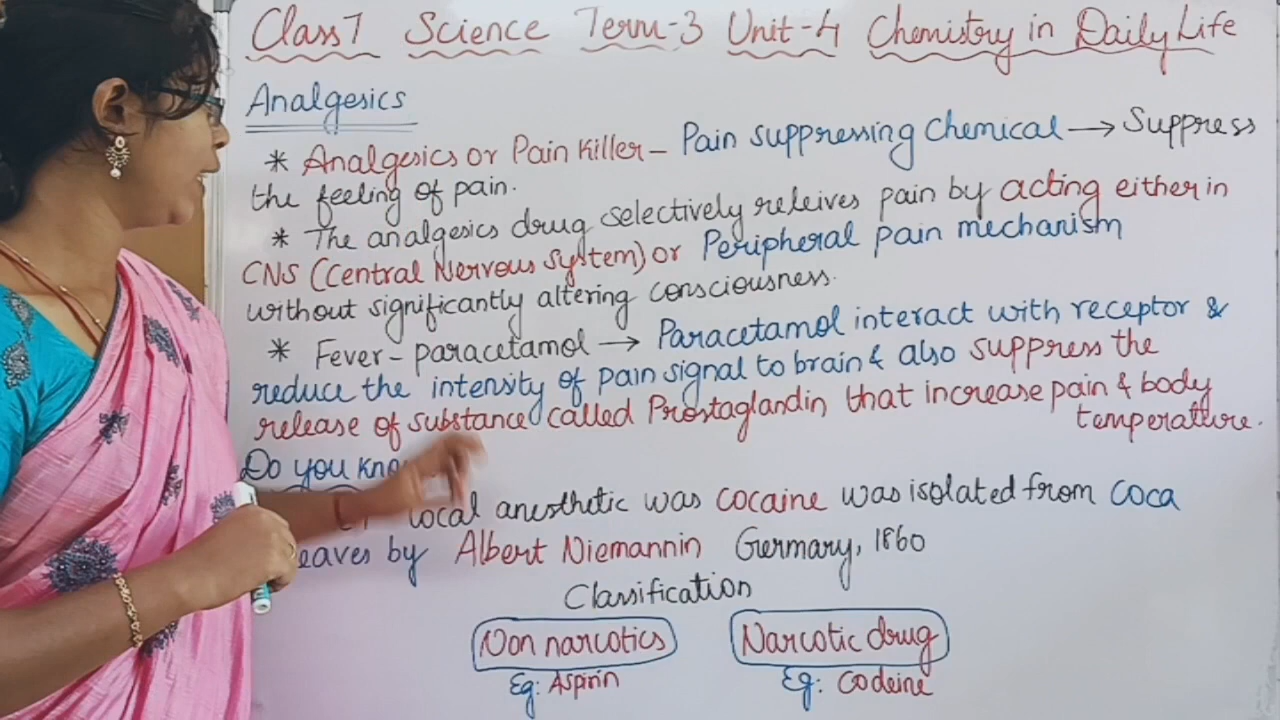 Class 7 Science Term-3 Unit-4 Chemistry in Daily Life
Analgesics
* Analgesics or Pain Killer - Pain suppressing Chemical → Suppress
the feeling of pain.
* The analgesics drug selectively releives pain by acting either in
CNS (Central Nervous System) or Peripheral pain mechanism
without significantly altering consciousness.
* Fever - paracetamol → Paracetamol interact with receptor &
reduce the intensity of pain signal to brain & also suppress the
release of substance called Prostaglandin that increase pain & body
temperatture.
Do you
local anesthetic was cocaine was isolated from coca
eaves by Albert Niemannin Germany, 1860
Classification
Non narcotics Narcotic drug
Eg: Aspirin Eg: Codeine